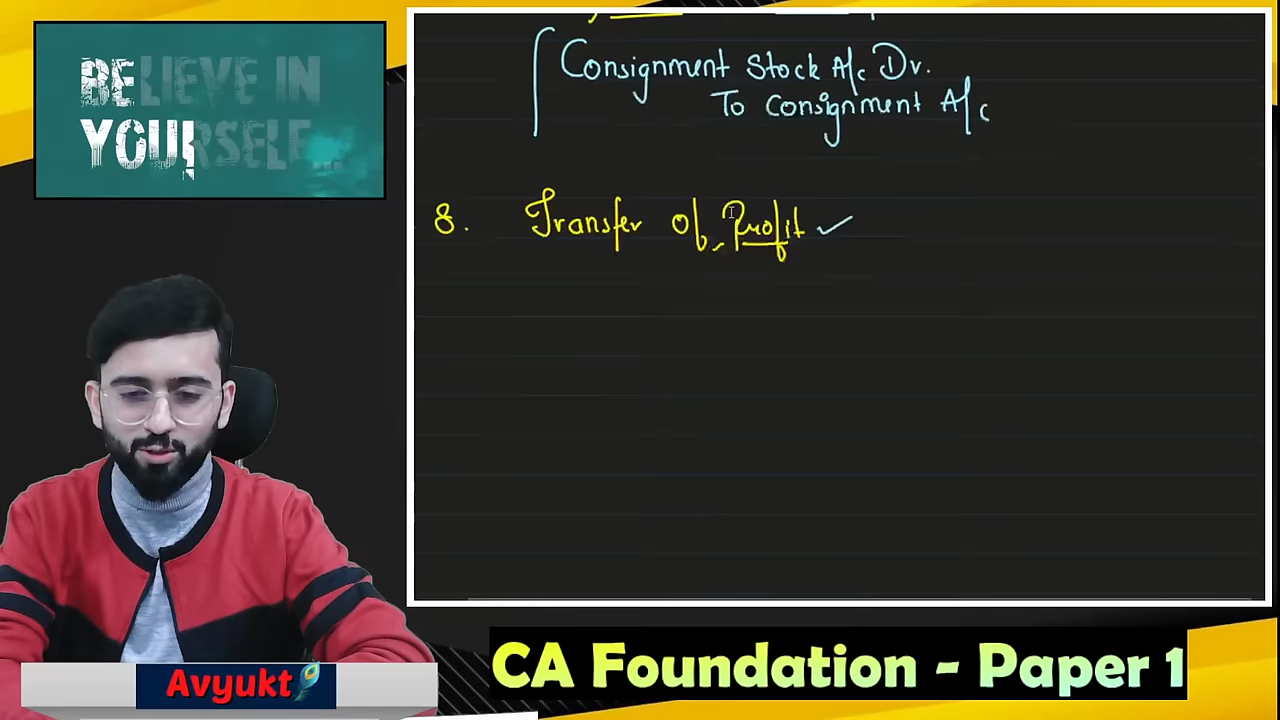 BELIEVE IN
YOURSELF...
Consignment Stock A/c Dr.
To Consignment A/c
8. Transfer of Profit
Avyukt
CA Foundation - Paper 1